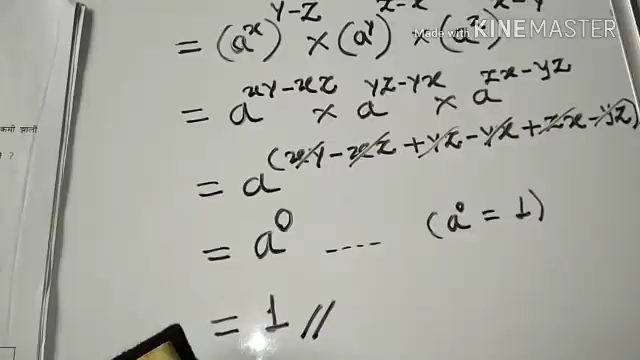 Made with KINEMASTER
= (a^x)^y-z × (a^y)^z-x × (a^z)^x-y
= a^xy-xz × a^yz-yx × a^zx-yz
= a^(xy-xz+yz-yx+zx-yz)
= a^0 ---- (a^0 = 1)
= 1 //
कमी झाली
?